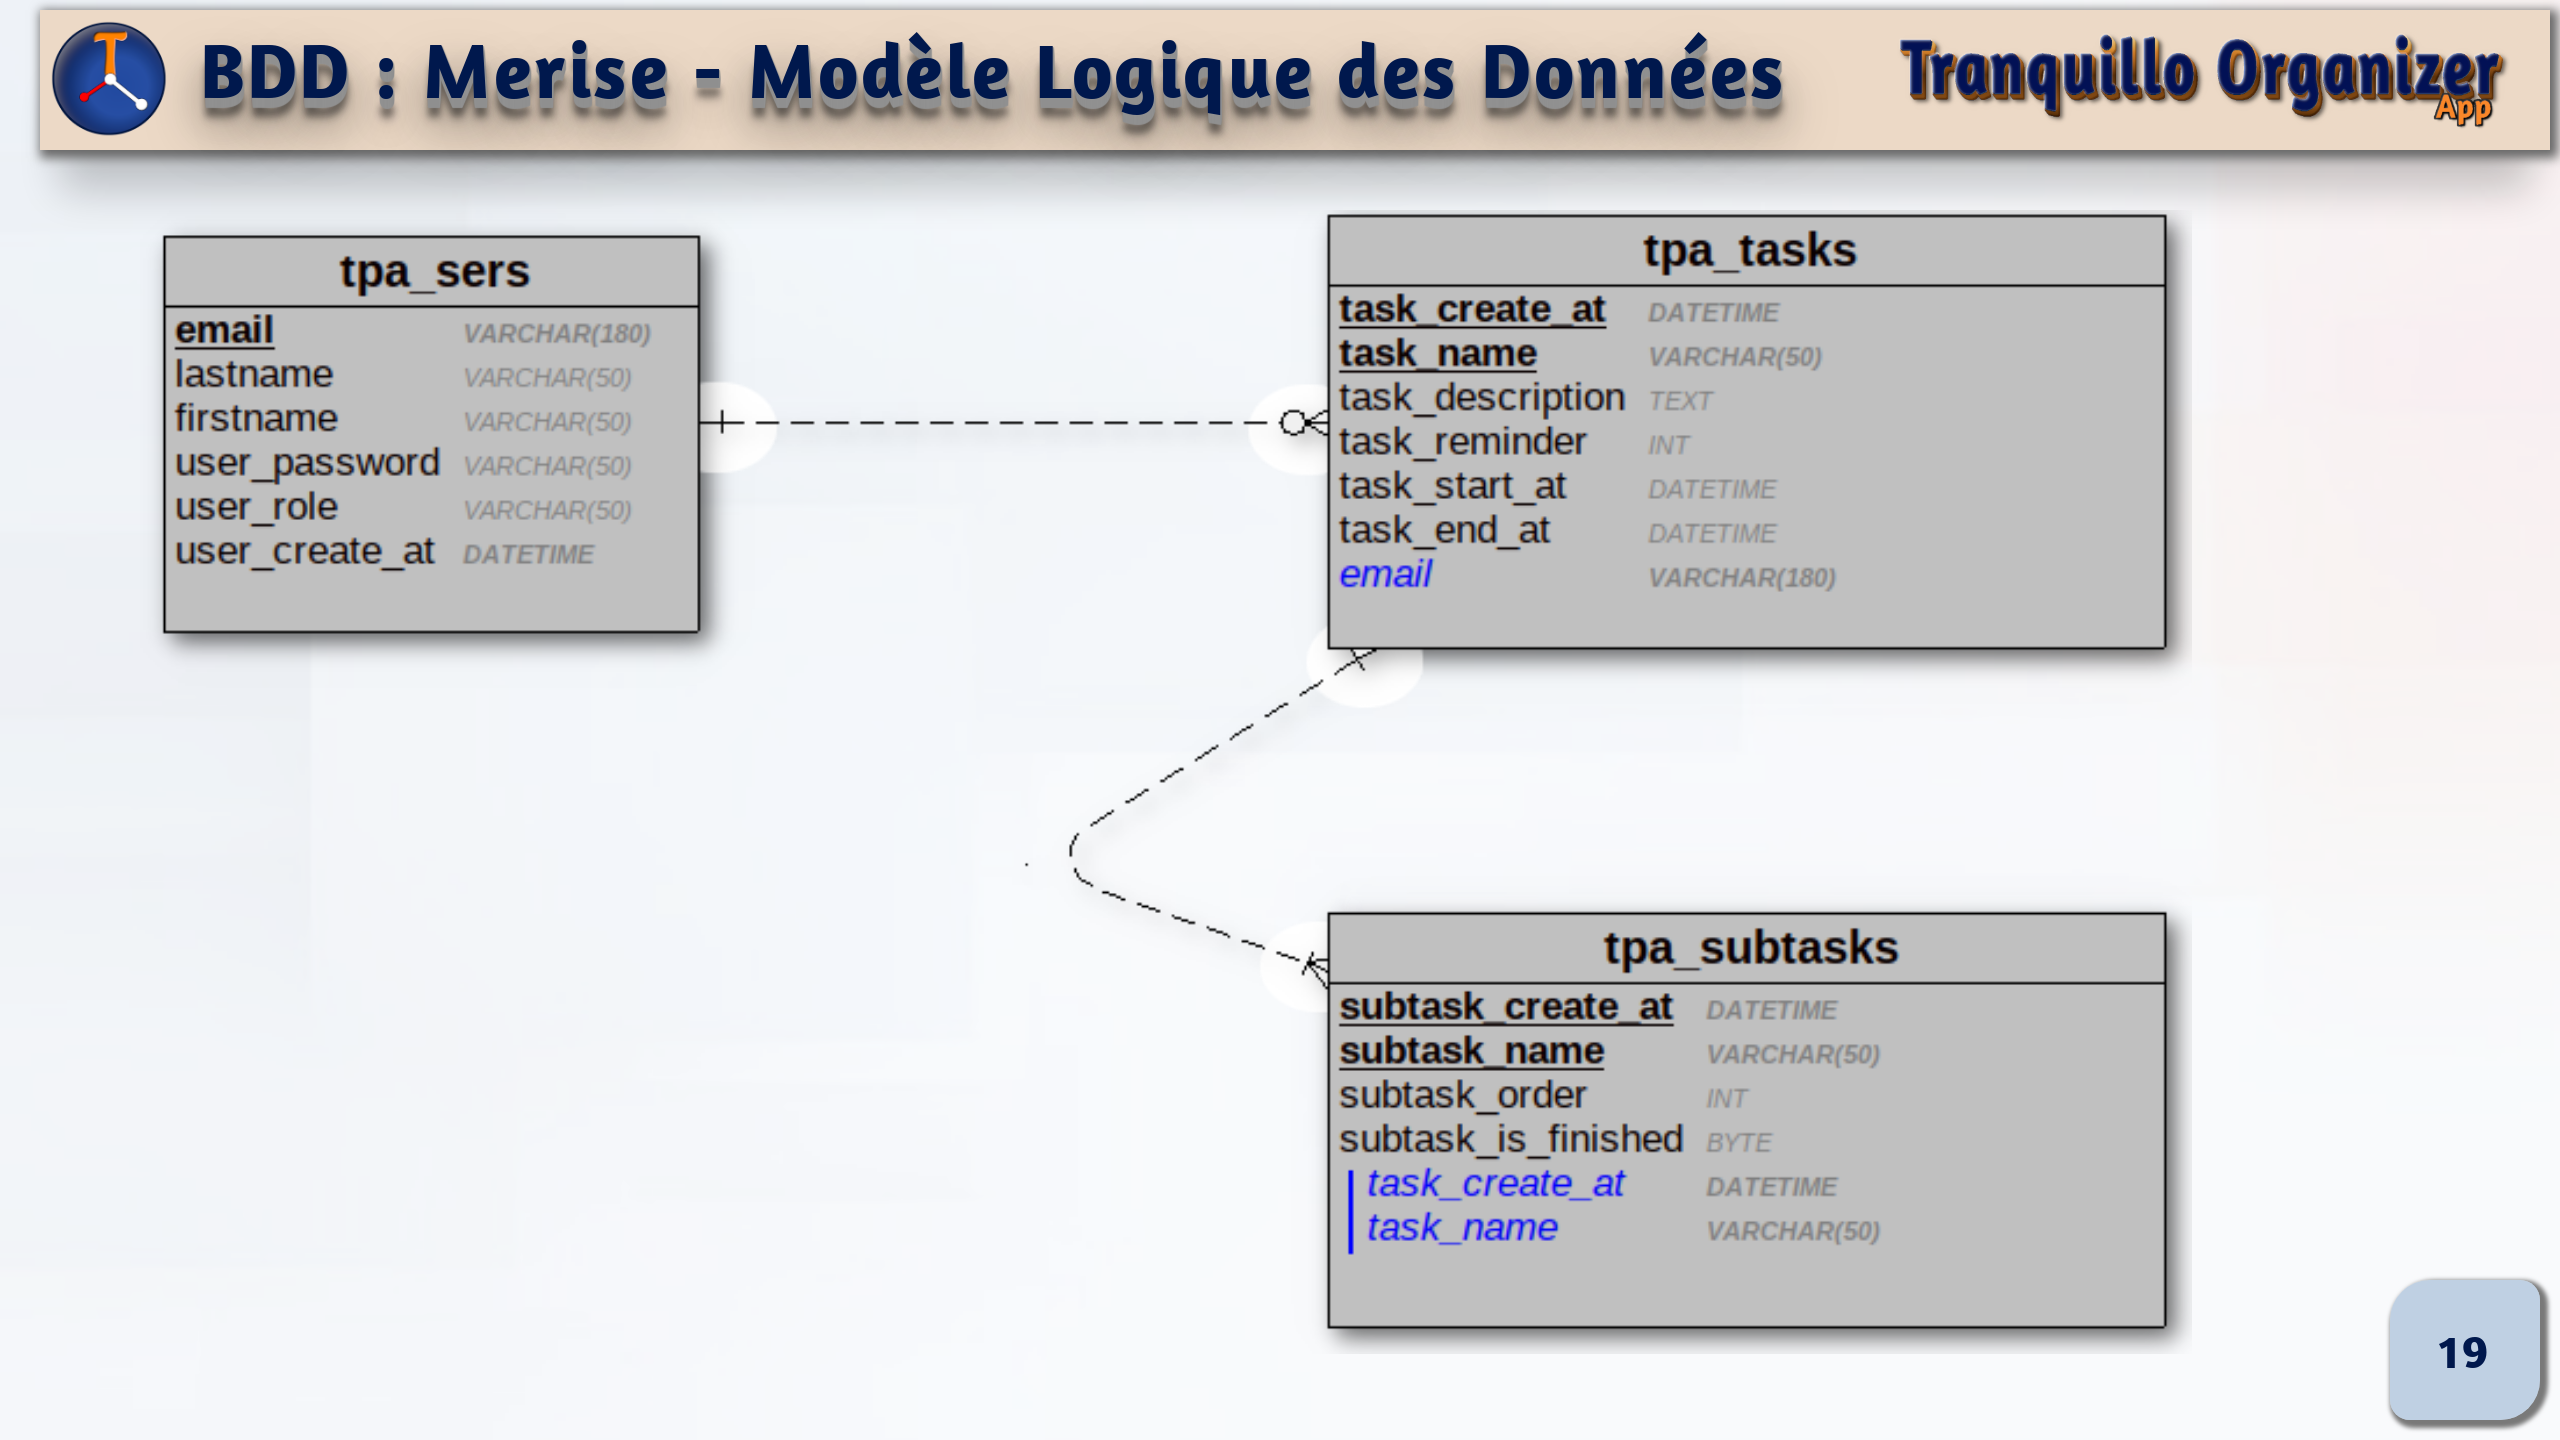 BDD : Merise - Modèle Logique des Données
Tranquillo Organizer
App
tpa_sers
email VARCHAR(180)
lastname VARCHAR(50)
firstname VARCHAR(50)
user_password VARCHAR(50)
user_role VARCHAR(50)
user_create_at DATETIME
tpa_tasks
task_create_at DATETIME
task_name VARCHAR(50)
task_description TEXT
task_reminder INT
task_start_at DATETIME
task_end_at DATETIME
email VARCHAR(180)
tpa_subtasks
subtask_create_at DATETIME
subtask_name VARCHAR(50)
subtask_order INT
subtask_is_finished BYTE
task_create_at DATETIME
task_name VARCHAR(50)
19